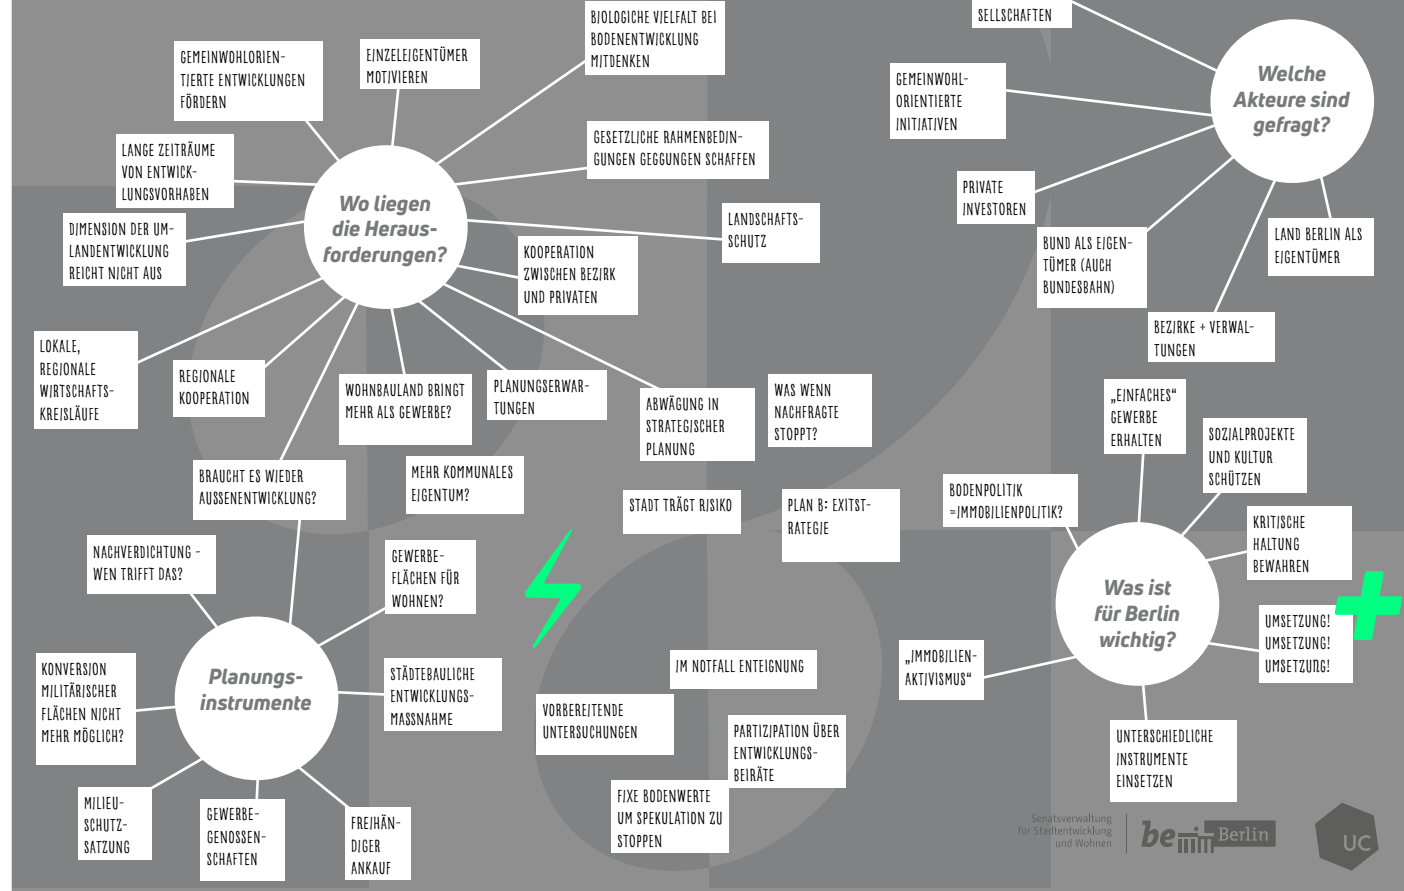 BIOLOGISCHE VIELFALT BEI
BODENENTWICKLUNG
MITDENKEN
GEMEINWOHLORIEN-
TIERTE ENTWICKLUNGEN
FÖRDERN
EINZELEIGENTÜMER
MOTIVIEREN
LANGE ZEITRÄUME
VON ENTWICK-
LUNGSVORHABEN
GESETZLICHE RAHMENBEDIN-
GUNGEN GEGGUNGEN SCHAFFEN
DIMENSION DER UM-
LANDENTWICKLUNG
REICHT NICHT AUS
Wo liegen
die Heraus-
forderungen?
LANDSCHAFTS-
SCHUTZ
KOOPERATION
ZWISCHEN BEZIRK
UND PRIVATEN
LOKALE,
REGIONALE
WIRTSCHAFTS-
KREISLÄUFE
REGIONALE
KOOPERATION
WOHNBAULAND BRINGT
MEHR ALS GEWERBE?
PLANUNGSERWAR-
TUNGEN
ABWÄGUNG IN
STRATEGISCHER
PLANUNG
WAS WENN
NACHFRAGTE
STOPPT?
BRAUCHT ES WIEDER
AUSSENENTWICKLUNG?
MEHR KOMMUNALES
EIGENTUM?
STADT TRÄGT RISIKO
PLAN B: EXITST-
RATEGIE
SELLSCHAFTEN
Welche
Akteure sind
gefragt?
GEMEINWOHL-
ORIENTIERTE
INITIATIVEN
PRIVATE
INVESTOREN
BUND ALS EIGEN-
TÜMER (AUCH
BUNDESBAHN)
LAND BERLIN ALS
EIGENTÜMER
BEZIRKE + VERWAL-
TUNGEN
NACHVERDICHTUNG -
WEN TRIFFT DAS?
GEWERBE-
FLÄCHEN FÜR
WOHNEN?
Planungs-
instrumente
KONVERSION
MILITÄRISCHER
FLÄCHEN NICHT
MEHR MÖGLICH?
STÄDTEBAULICHE
ENTWICKLUNGS-
MASSNAHME
MILIEU-
SCHUTZ-
SATZUNG
GEWERBE-
GENOSSEN-
SCHAFTEN
FREIHÄN-
DIGER
ANKAUF
IM NOTFALL ENTEIGNUNG
VORBEREITENDE
UNTERSUCHUNGEN
PARTIZIPATION ÜBER
ENTWICKLUNGS-
BEIRÄTE
FIXE BODENWERTE
UM SPEKULATION ZU
STOPPEN
„EINFACHES“
GEWERBE
ERHALTEN
SOZIALPROJEKTE
UND KULTUR
SCHÜTZEN
BODENPOLITIK
=IMMOBILIENPOLITIK?
KRITISCHE
HALTUNG
BEWAHREN
Was ist
für Berlin
wichtig?
UMSETZUNG!
UMSETZUNG!
UMSETZUNG!
„IMMOBILIEN-
AKTIVISMUS“
UNTERSCHIEDLICHE
INSTRUMENTE
EINSETZEN
Senatsverwaltung
für Stadtentwicklung
und Wohnen
be Berlin
UC